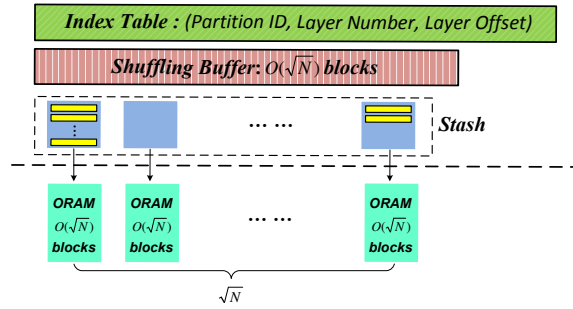 Index Table : (Partition ID, Layer Number, Layer Offset)
Shuffling Buffer: O(√N) blocks
... ...
Stash
ORAM O(√N) blocks
ORAM O(√N) blocks
... ...
ORAM O(√N) blocks
√N